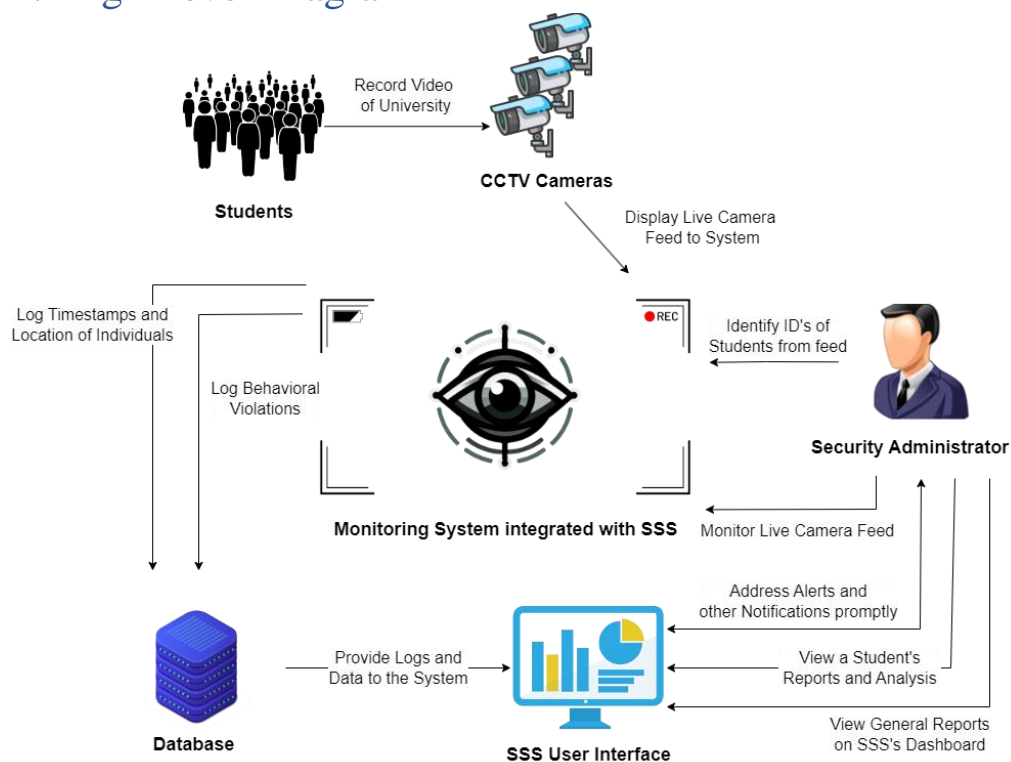 Record Video
of University
CCTV Cameras
Students
Display Live Camera
Feed to System
Log Timestamps and
Location of Individuals
REC
Identify ID's of
Students from feed
Log Behavioral
Violations
Security Administrator
Monitoring System integrated with SSS
Monitor Live Camera Feed
Address Alerts and
other Notifications promptly
Provide Logs and
Data to the System
View a Student's
Reports and Analysis
View General Reports
on SSS's Dashboard
Database
SSS User Interface